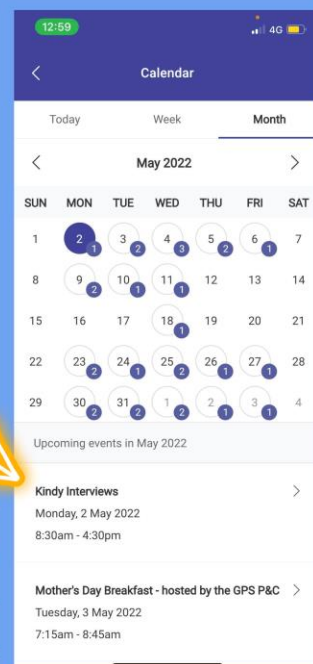 12:59 4G
Calendar
Today Week Month
May 2022
SUN MON TUE WED THU FRI SAT
1 2 1 3 2 4 3 5 2 6 1 7
8 9 2 10 1 11 1 12 13 14
15 16 17 18 1 19 20 21
22 23 2 24 1 25 2 26 1 27 1 28
29 30 2 31 2 1 2 2 1 3 1 4
Upcoming events in May 2022
Kindy Interviews
Monday, 2 May 2022
8:30am - 4:30pm
Mother's Day Breakfast - hosted by the GPS P&C
Tuesday, 3 May 2022
7:15am - 8:45am